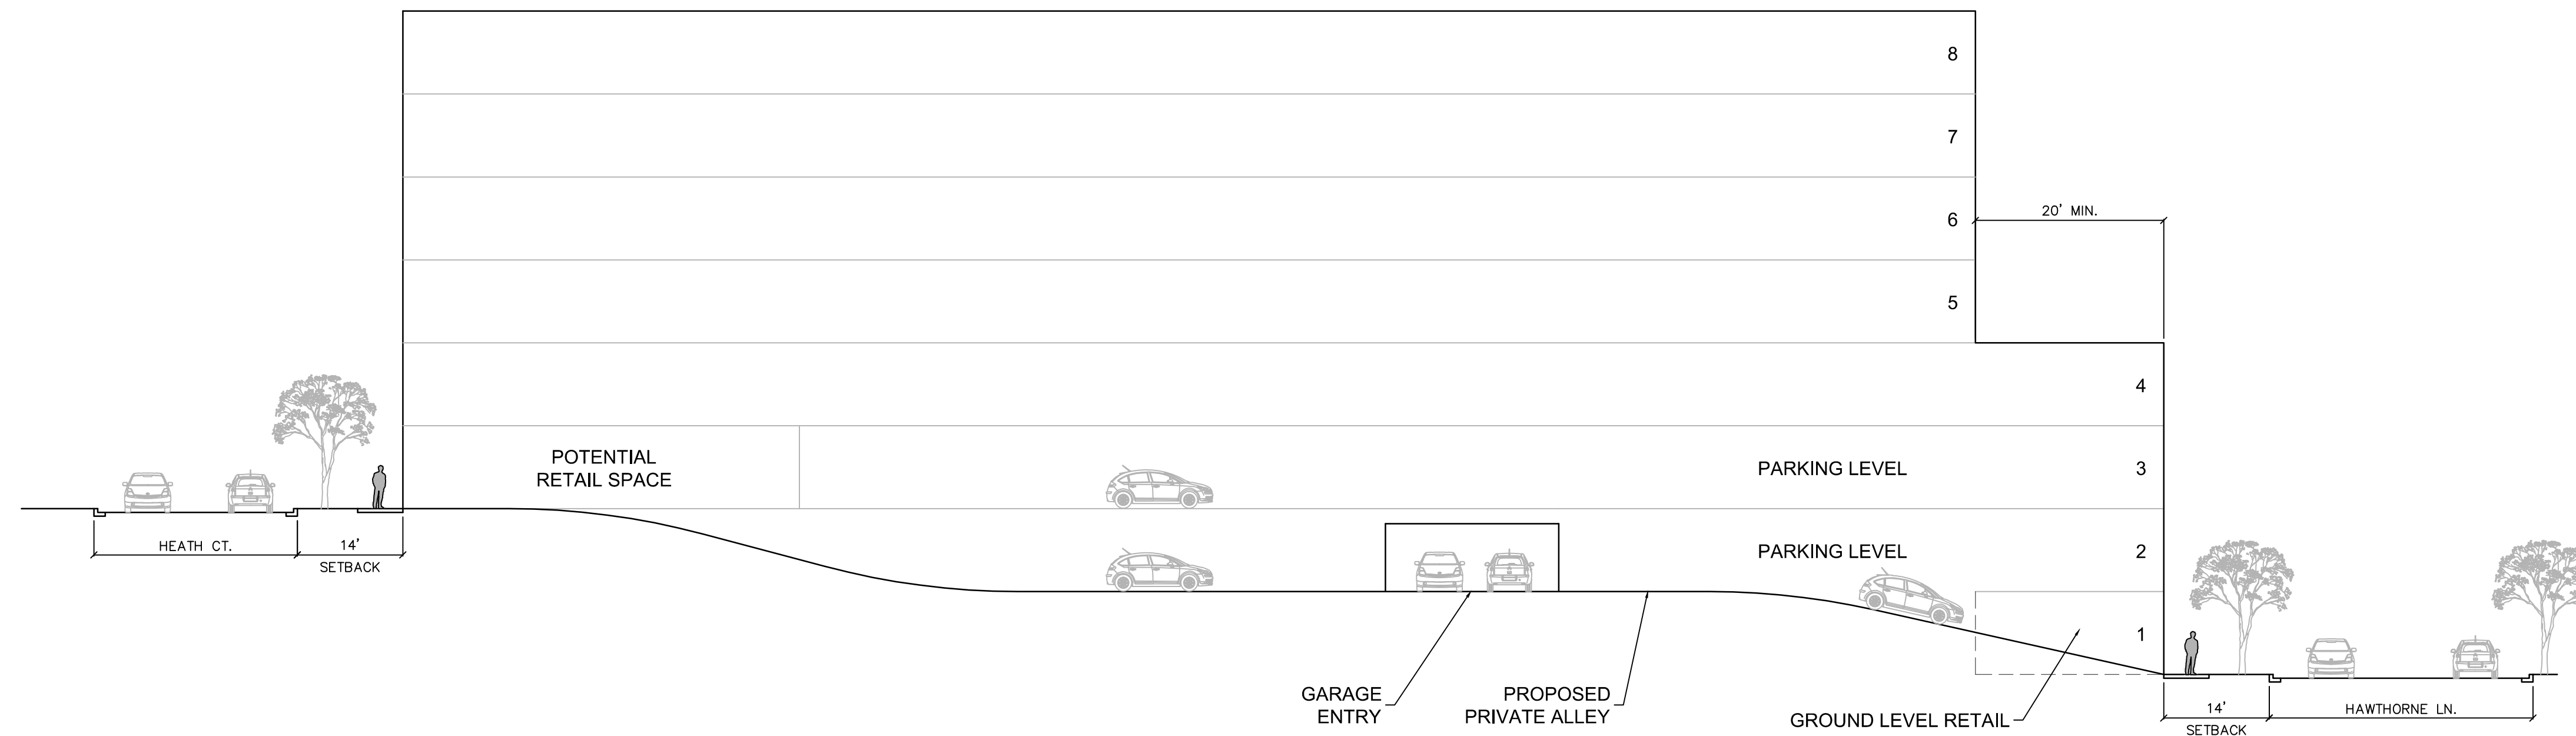 8
7
6
20' MIN.
5
4
POTENTIAL
RETAIL SPACE
PARKING LEVEL
3
HEATH CT.
14'
SETBACK
PARKING LEVEL
2
1
GARAGE
ENTRY
PROPOSED
PRIVATE ALLEY
GROUND LEVEL RETAIL
14'
SETBACK
HAWTHORNE LN.